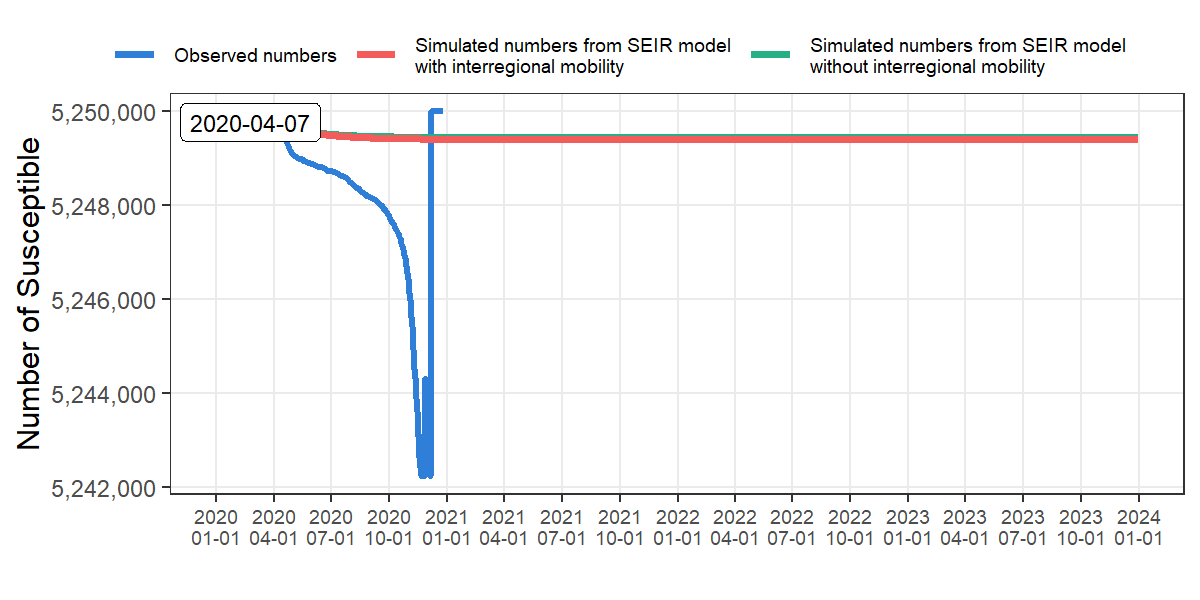 Observed numbers
Simulated numbers from SEIR model
with interregional mobility
Simulated numbers from SEIR model
without interregional mobility
Number of Susceptible
5,250,000
5,248,000
5,246,000
5,244,000
5,242,000
2020-04-07
2020 2020 2020 2020 2021 2021 2021 2021 2022 2022 2022 2022 2023 2023 2023 2023 2024
01-01 04-01 07-01 10-01 01-01 04-01 07-01 10-01 01-01 04-01 07-01 10-01 01-01 04-01 07-01 10-01 01-01